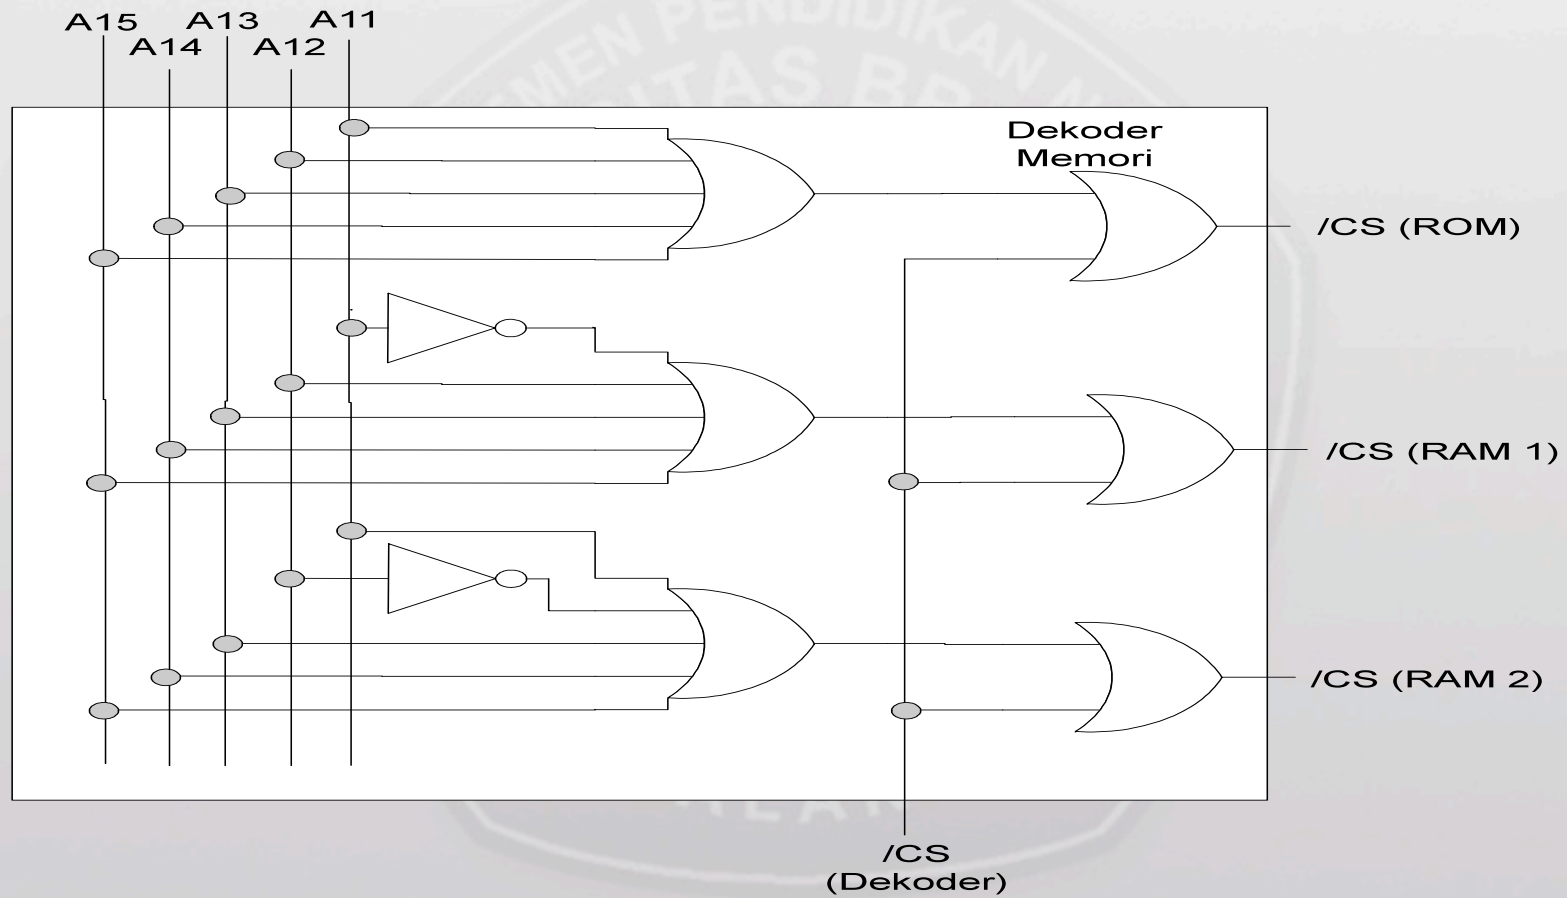 A15
A13
A11
A14
A12
Dekoder
Memori
/CS (ROM)
/CS (RAM 1)
/CS (RAM 2)
/CS
(Dekoder)